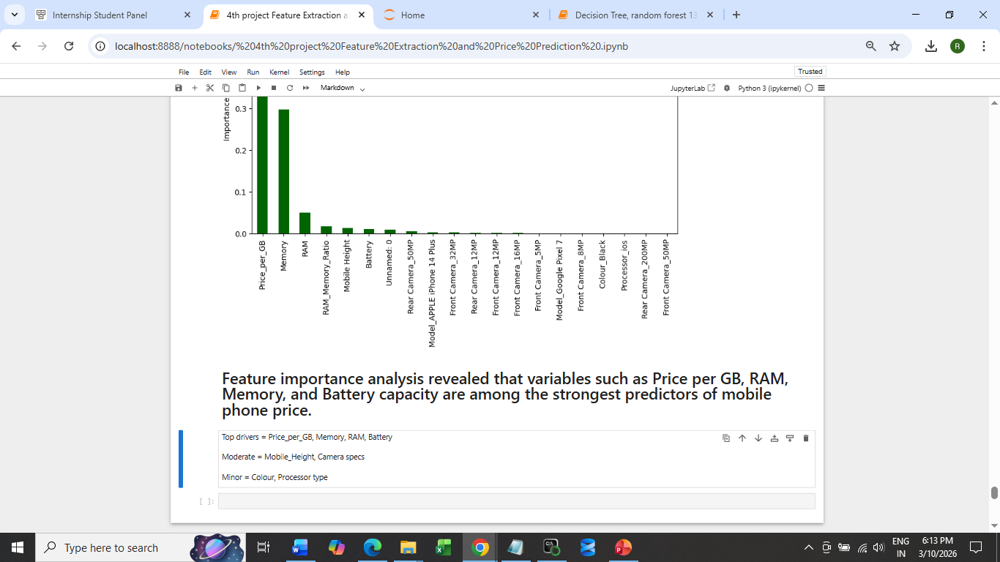 Internship Student Panel
4th project Feature Extraction a
Home
Decision Tree, random forest 13
localhost:8888/notebooks/%204th%20project%20Feature%20Extraction%20and%20Price%20Prediction%20.ipynb
R
File Edit View Run Kernel Settings Help
Trusted
Markdown
JupyterLab
Python 3 (ipykernel)
Importance
0.3
0.2
0.1
0.0
Price_per_GB
Memory
RAM
RAM_Memory_Ratio
Mobile Height
Battery
Unnamed: 0
Rear Camera_50MP
Model_APPLE iPhone 14 Plus
Front Camera_32MP
Rear Camera_12MP
Front Camera_12MP
Front Camera_16MP
Front Camera_5MP
Model_Google Pixel 7
Front Camera_8MP
Colour_Black
Processor_ios
Rear Camera_200MP
Front Camera_50MP
Feature importance analysis revealed that variables such as Price per GB, RAM,
Memory, and Battery capacity are among the strongest predictors of mobile
phone price.
Top drivers = Price_per_GB, Memory, RAM, Battery
Moderate = Mobile_Height, Camera specs
Minor = Colour, Processor type
[ ]:
Type here to search
ENG
IN
6:13 PM
3/10/2026